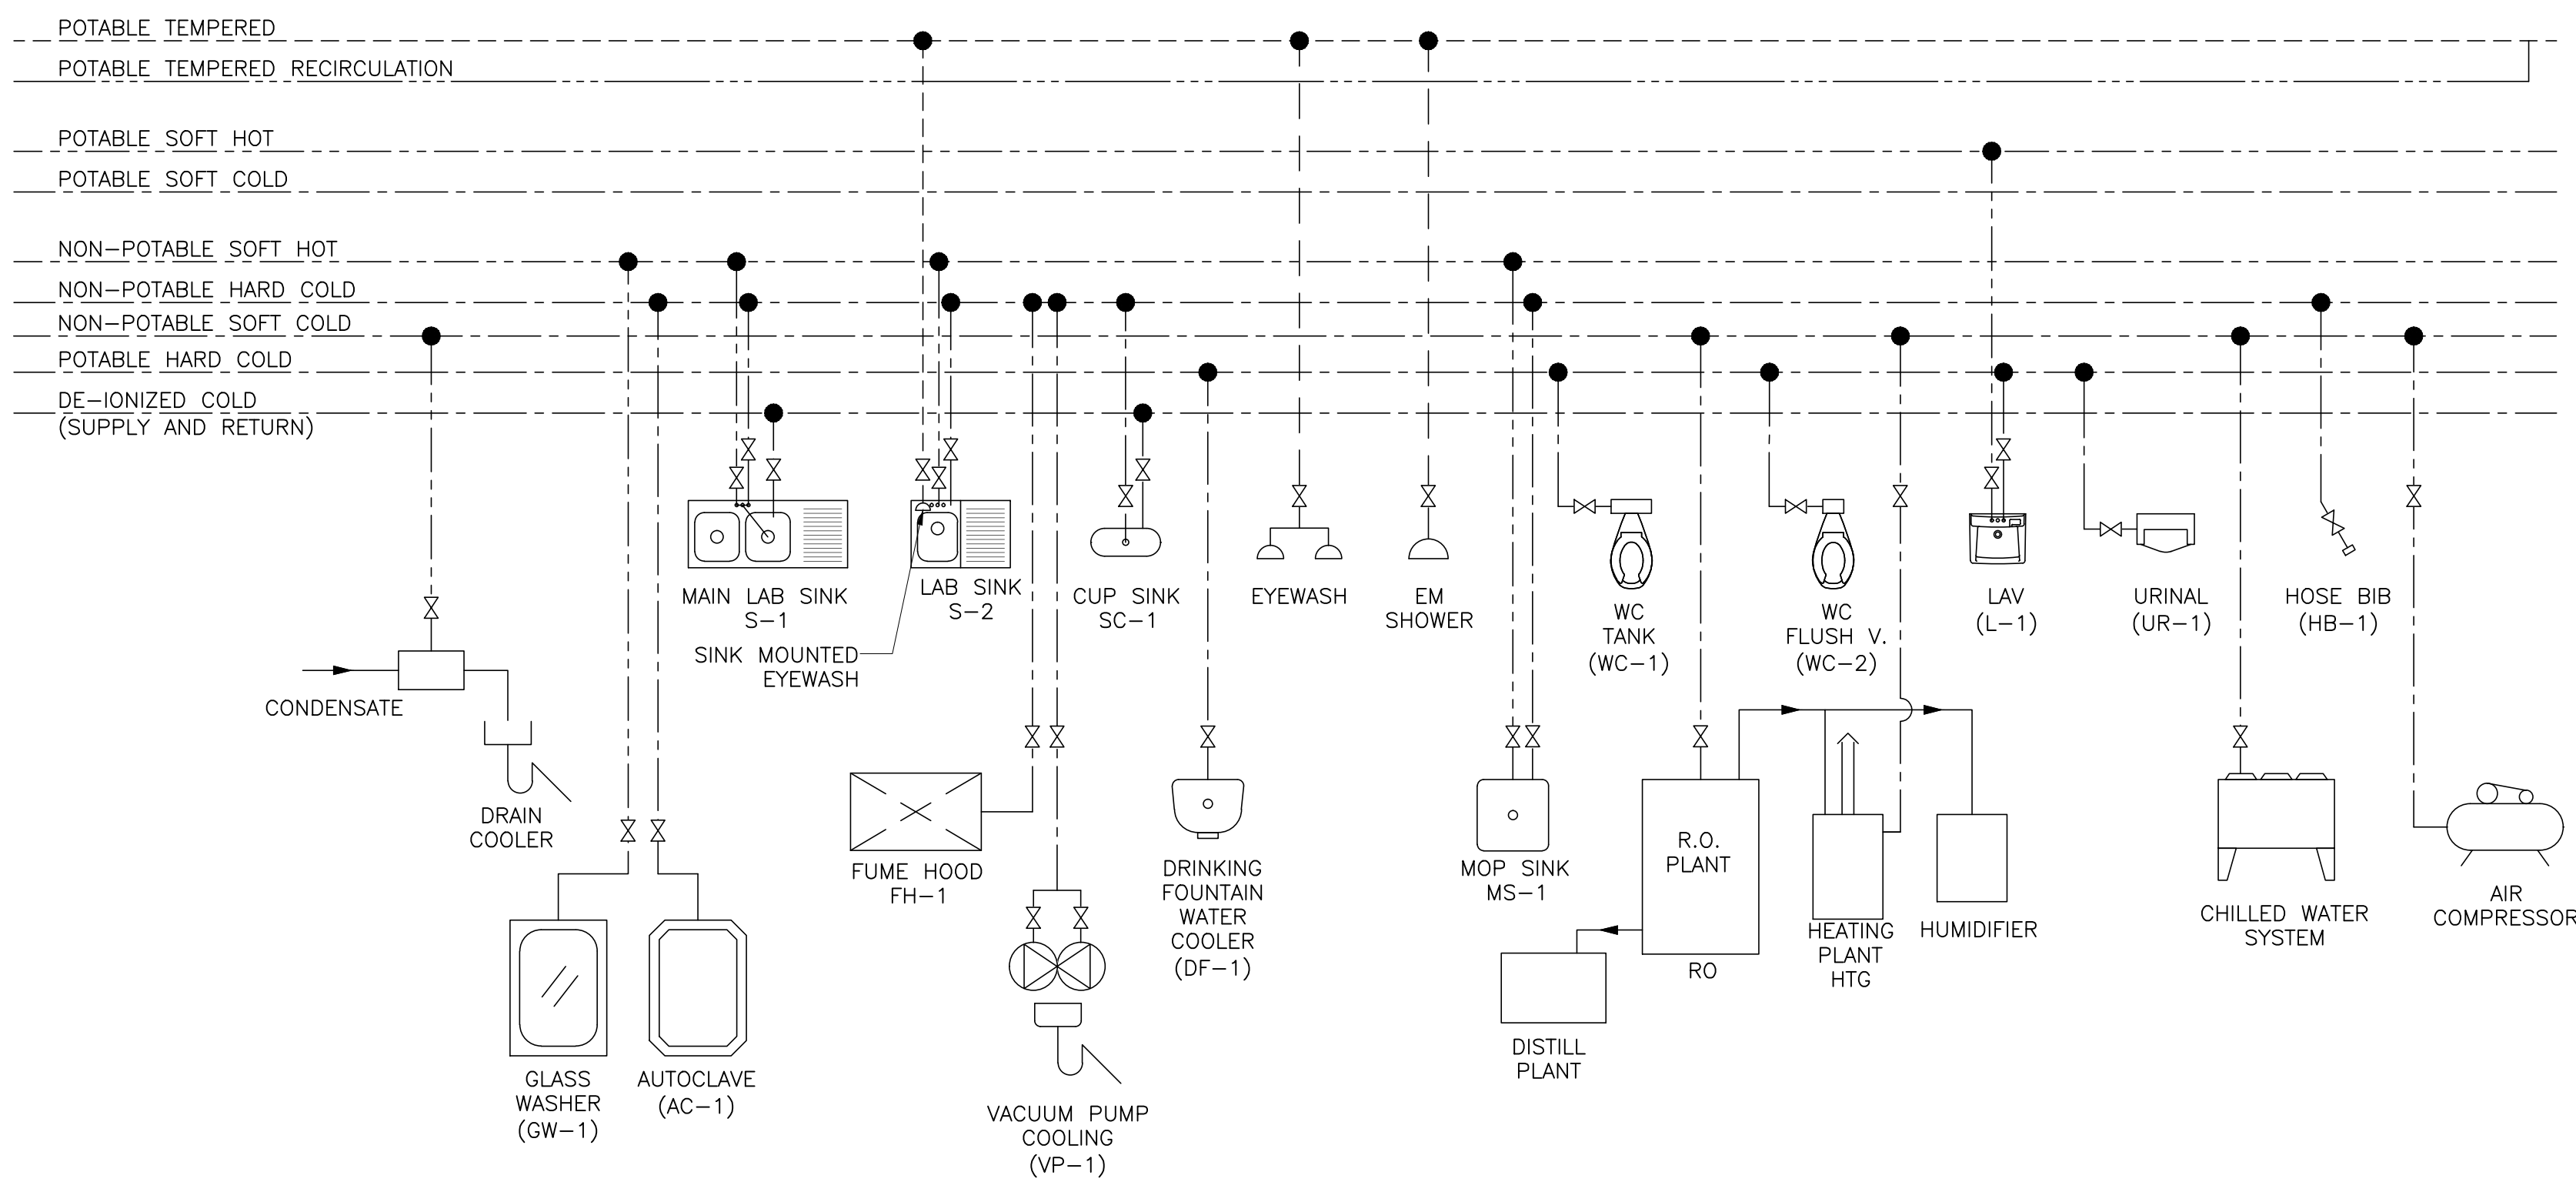 POTABLE TEMPERED
POTABLE TEMPERED RECIRCULATION
POTABLE SOFT HOT
POTABLE SOFT COLD
NON-POTABLE SOFT HOT
NON-POTABLE HARD COLD
NON-POTABLE SOFT COLD
POTABLE HARD COLD
DE-IONIZED COLD
(SUPPLY AND RETURN)
CONDENSATE
DRAIN
COOLER
GLASS
WASHER
(GW-1)
AUTOCLAVE
(AC-1)
MAIN LAB SINK
S-1
LAB SINK
S-2
SINK MOUNTED
EYEWASH
FUME HOOD
FH-1
VACUUM PUMP
COOLING
(VP-1)
CUP SINK
SC-1
DRINKING
FOUNTAIN
WATER
COOLER
(DF-1)
EYEWASH
EM
SHOWER
MOP SINK
MS-1
WC
TANK
(WC-1)
R.O.
PLANT
RO
DISTILL
PLANT
WC
FLUSH V.
(WC-2)
HEATING
PLANT
HTG
HUMIDIFIER
LAV
(L-1)
URINAL
(UR-1)
HOSE BIB
(HB-1)
CHILLED WATER
SYSTEM
AIR
COMPRESSOR